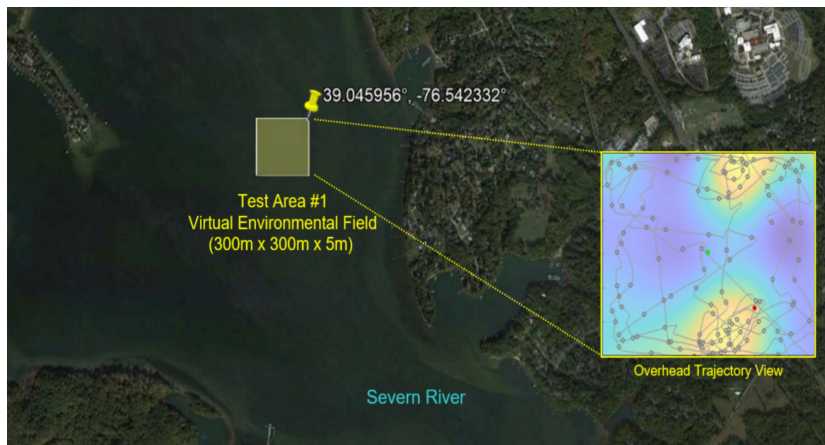 39.045956°, -76.542332°
Test Area #1
Virtual Environmental Field
(300m x 300m x 5m)
Overhead Trajectory View
Severn River